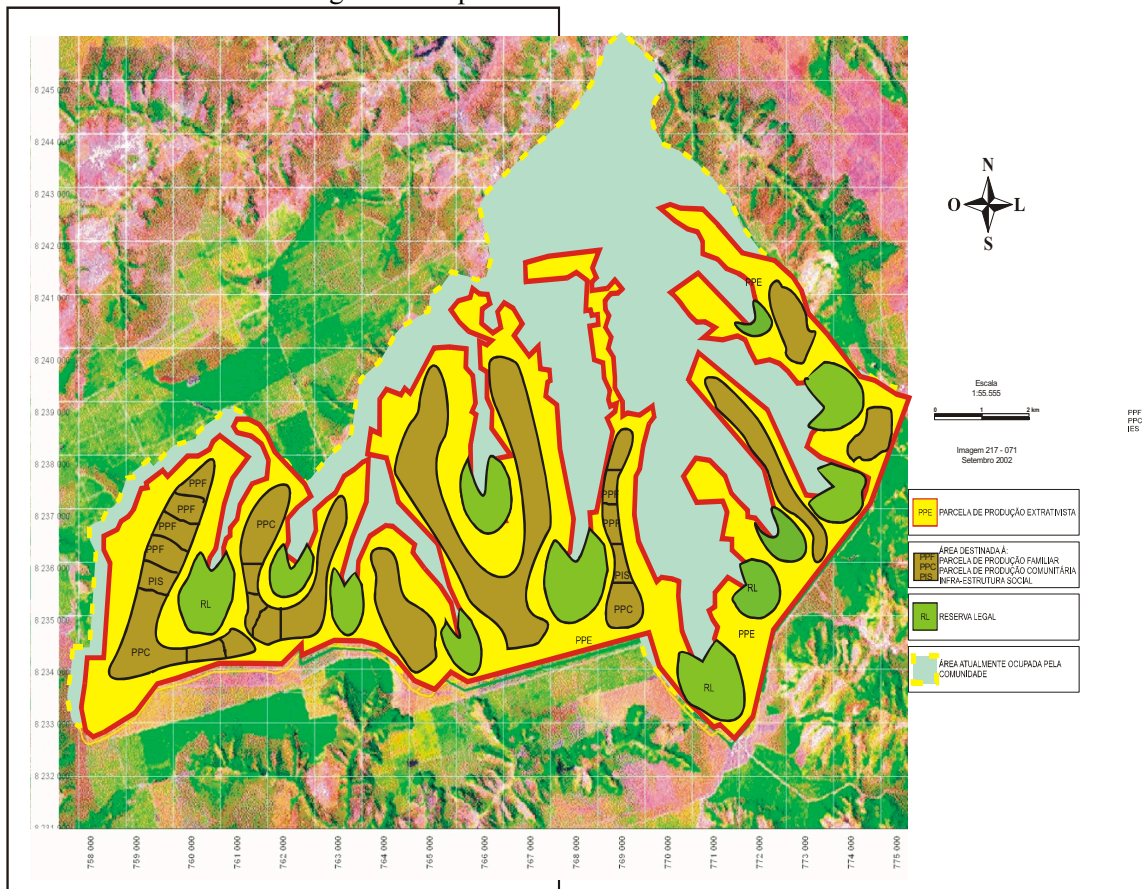 8 245 000
8 244 000
8 243 000
8 242 000
8 241 000
8 240 000
8 239 000
8 238 000
8 237 000
8 236 000
8 235 000
8 234 000
8 233 000
8 232 000
8 231 000
758 000
759 000
760 000
761 000
762 000
763 000
764 000
765 000
766 000
767 000
768 000
769 000
770 000
771 000
772 000
773 000
774 000
775 000
PPF
PPF
PPF
PPF
PIS
PPC
RL
PPC
PPF
PPF
PIS
PPC
PPE
PPE
RL
PPE
RL
N
O
L
S
Escala
1:55.555
0 1 2 km
Imagem 217 - 071
Setembro 2002
PPF
PPC
IES
PPE PARCELA DE PRODUÇÃO EXTRATIVISTA
ÁREA DESTINADA À:
PPF PARCELA DE PRODUÇÃO FAMILIAR
PPC PARCELA DE PRODUÇÃO COMUNITÁRIA
PIS INFRA-ESTRUTURA SOCIAL
RL RESERVA LEGAL
ÁREA ATUALMENTE OCUPADA PELA
COMUNIDADE